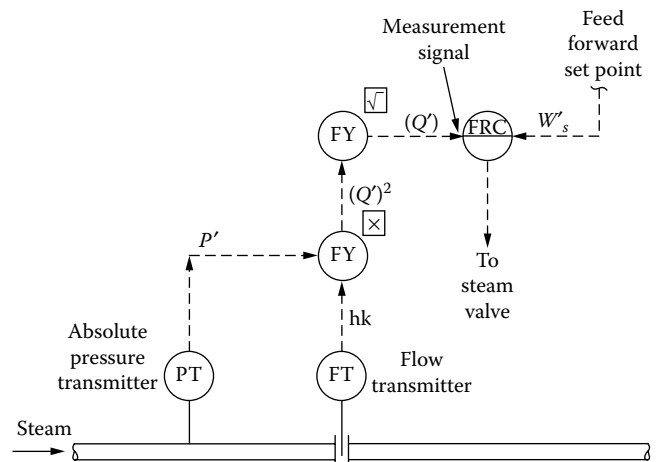 Measurement
signal
Feed
forward
set point
√
FY
(Q′)
FRC
W′s
(Q′)²
×
P′
FY
To
steam
valve
hk
Absolute
pressure
transmitter
PT
FT
Flow
transmitter
Steam